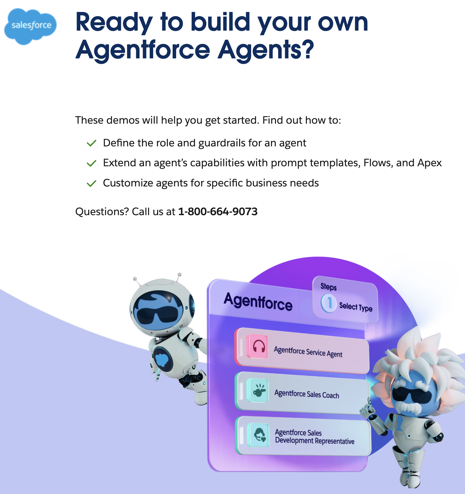 salesforce
Ready to build your own
Agentforce Agents?
These demos will help you get started. Find out how to:
Define the role and guardrails for an agent
Extend an agent's capabilities with prompt templates, Flows, and Apex
Customize agents for specific business needs
Questions? Call us at 1-800-664-9073
Agentforce
Steps
1 Select Type
Agentforce Service Agent
Agentforce Sales Coach
Agentforce Sales
Development Representative